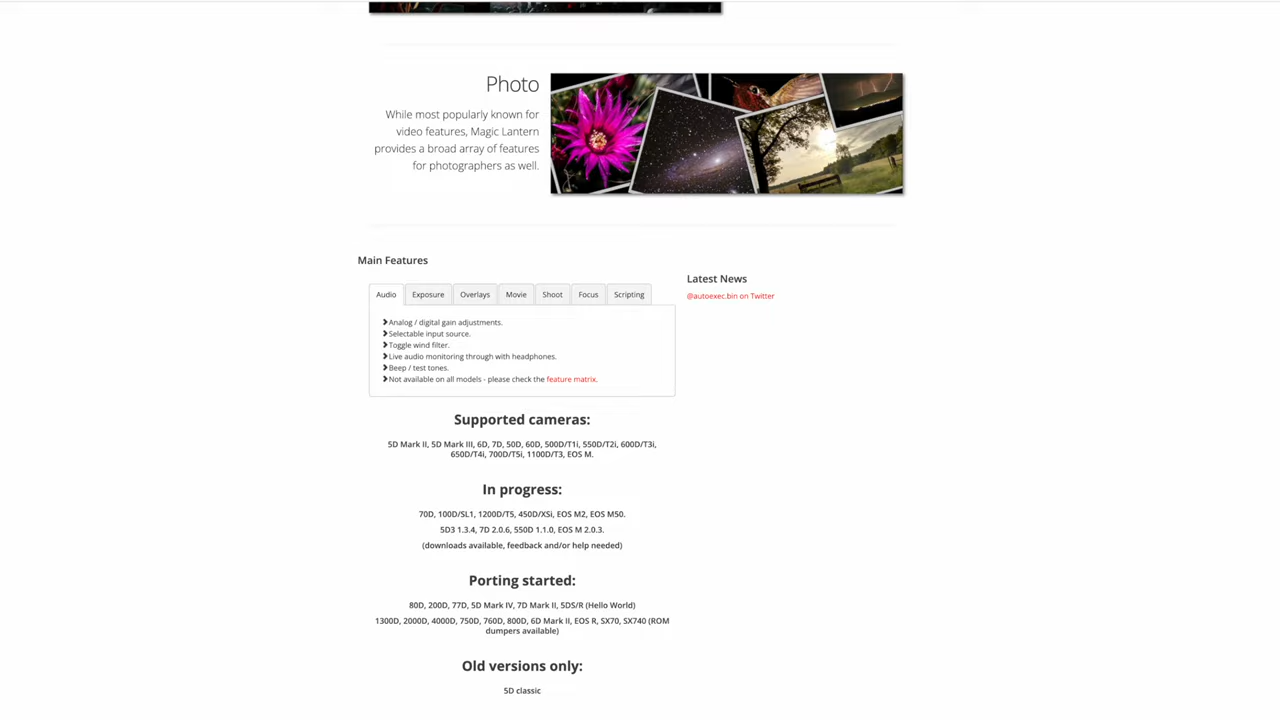 Photo
While most popularly known for
video features, Magic Lantern
provides a broad array of features
for photographers as well.
Main Features
Latest News
@autoexec.bin on Twitter
Audio Exposure Overlays Movie Shoot Focus Scripting
Analog / digital gain adjustments.
Selectable input source.
Toggle wind filter.
Live audio monitoring through with headphones.
Beep / test tones.
Not available on all models - please check the feature matrix.
Supported cameras:
5D Mark II, 5D Mark III, 6D, 7D, 50D, 60D, 500D/T1i, 550D/T2i, 600D/T3i,
650D/T4i, 700D/T5i, 1100D/T3, EOS M.
In progress:
70D, 100D/SL1, 1200D/T5, 450D/XSi, EOS M2, EOS M50.
5D3 1.3.4, 7D 2.0.6, 550D 1.1.0, EOS M 2.0.3.
(downloads available, feedback and/or help needed)
Porting started:
80D, 200D, 77D, 5D Mark IV, 7D Mark II, 5DS/R (Hello World)
1300D, 2000D, 4000D, 750D, 760D, 800D, 6D Mark II, EOS R, SX70, SX740 (ROM
dumpers available)
Old versions only:
5D classic